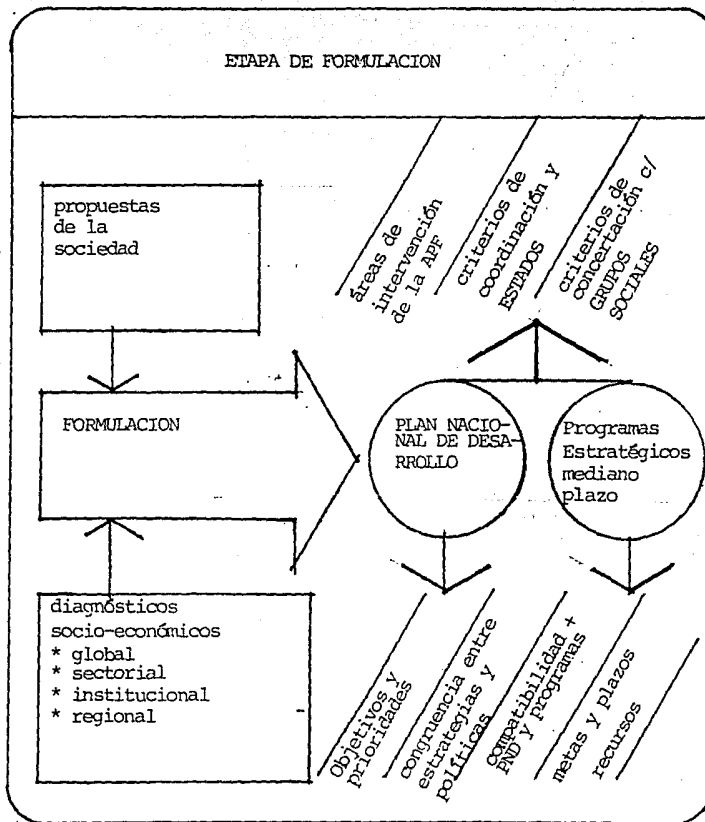 ETAPA DE FORMULACION
propuestas
de la
sociedad
áreas de
intervención
de la APF
criterios de
coordinación y
ESTADOS
criterios de
concertación c/
GRUPOS
SOCIALES
FORMULACION
PLAN NACIO-
NAL DE DESA-
RROLLO
Programas
Estratégicos
mediano
plazo
diagnósticos
socio-económicos
* global
* sectorial
* institucional
* regional
Objetivos y
prioridades
congruencia entre
estrategias y
políticas
compatibilidad +
PND y programas
metas y plazos
recursos